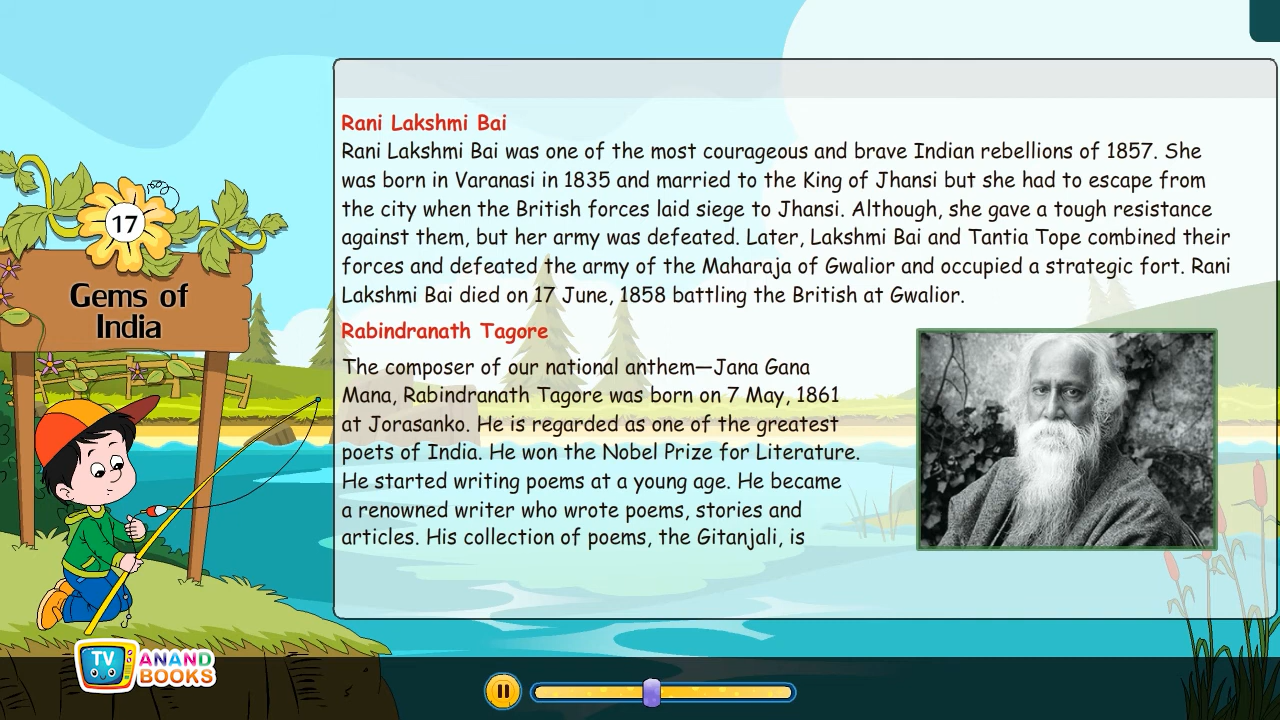 17
Gems of
India
Rani Lakshmi Bai
Rani Lakshmi Bai was one of the most courageous and brave Indian rebellions of 1857. She
was born in Varanasi in 1835 and married to the King of Jhansi but she had to escape from
the city when the British forces laid siege to Jhansi. Although, she gave a tough resistance
against them, but her army was defeated. Later, Lakshmi Bai and Tantia Tope combined their
forces and defeated the army of the Maharaja of Gwalior and occupied a strategic fort. Rani
Lakshmi Bai died on 17 June, 1858 battling the British at Gwalior.
Rabindranath Tagore
The composer of our national anthem—Jana Gana
Mana, Rabindranath Tagore was born on 7 May, 1861
at Jorasanko. He is regarded as one of the greatest
poets of India. He won the Nobel Prize for Literature.
He started writing poems at a young age. He became
a renowned writer who wrote poems, stories and
articles. His collection of poems, the Gitanjali, is
TV ANAND
BOOKS